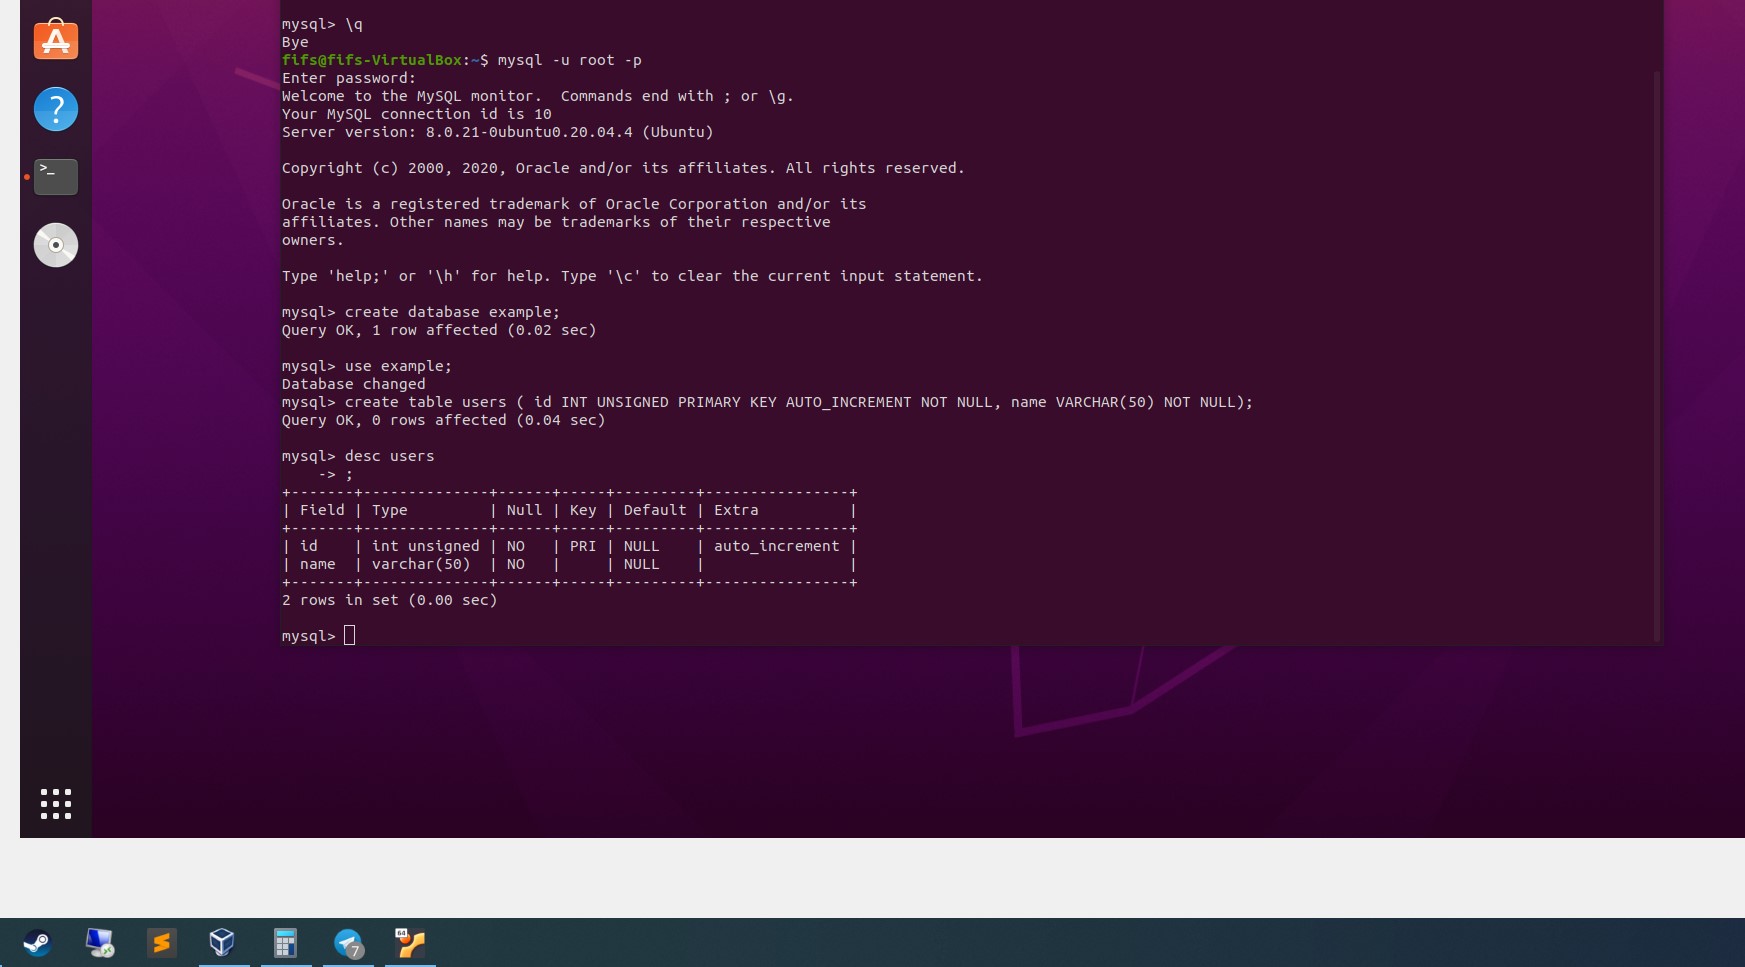 mysql> \q
Bye
fifs@fifs-VirtualBox:~$ mysql -u root -p
Enter password:
Welcome to the MySQL monitor.  Commands end with ; or \g.
Your MySQL connection id is 10
Server version: 8.0.21-0ubuntu0.20.04.4 (Ubuntu)
Copyright (c) 2000, 2020, Oracle and/or its affiliates. All rights reserved.
Oracle is a registered trademark of Oracle Corporation and/or its
affiliates. Other names may be trademarks of their respective
owners.
Type 'help;' or '\h' for help. Type '\c' to clear the current input statement.
mysql> create database example;
Query OK, 1 row affected (0.02 sec)
mysql> use example;
Database changed
mysql> create table users ( id INT UNSIGNED PRIMARY KEY AUTO_INCREMENT NOT NULL, name VARCHAR(50) NOT NULL);
Query OK, 0 rows affected (0.04 sec)
mysql> desc users
    -> ;
+-------+--------------+------+-----+---------+----------------+
| Field | Type         | Null | Key | Default | Extra          |
+-------+--------------+------+-----+---------+----------------+
| id    | int unsigned | NO   | PRI | NULL    | auto_increment |
| name  | varchar(50)  | NO   |     | NULL    |                |
+-------+--------------+------+-----+---------+----------------+
2 rows in set (0.00 sec)
mysql>
64
7